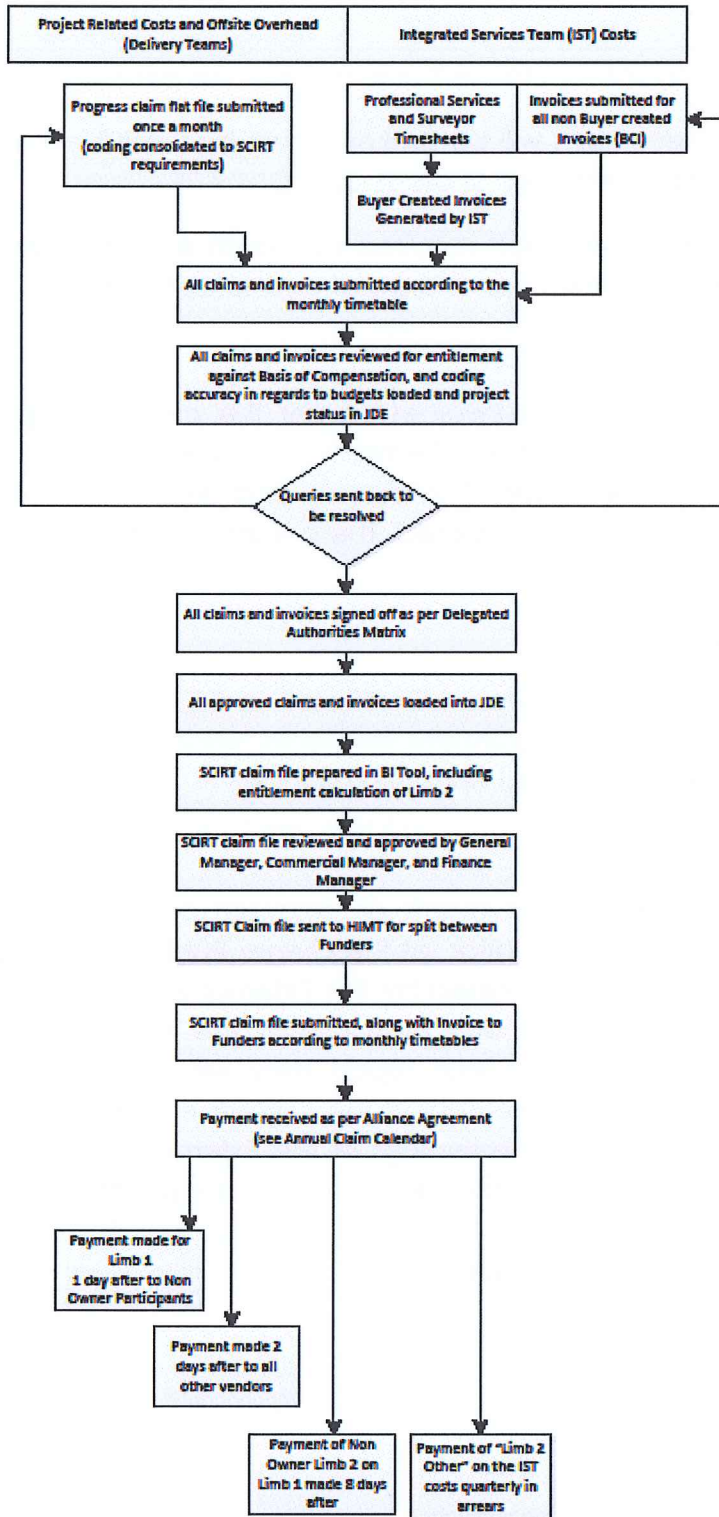 Project Related Costs and Offsite Overhead
(Delivery Teams)
Integrated Services Team (IST) Costs
Progress claim flat file submitted
once a month
(coding consolidated to SCIRT
requirements)
Professional Services
and Surveyor
Timesheets
Invoices submitted for
all non Buyer created
Invoices (BCI)
Buyer Created Invoices
Generated by IST
All claims and invoices submitted according to the
monthly timetable
All claims and invoices reviewed for entitlement
against Basis of Compensation, and coding
accuracy in regards to budgets loaded and project
status in JDE
Queries sent back to
be resolved
All claims and invoices signed off as per Delegated
Authorities Matrix
All approved claims and invoices loaded into JDE
SCIRT claim file prepared in BI Tool, including
entitlement calculation of Limb 2
SCIRT claim file reviewed and approved by General
Manager, Commercial Manager, and Finance
Manager
SCIRT Claim file sent to HIMT for split between
Funders
SCIRT claim file submitted, along with Invoice to
Funders according to monthly timetables
Payment received as per Alliance Agreement
(see Annual Claim Calendar)
Payment made for
Limb 1
1 day after to Non
Owner Participants
Payment made 2
days after to all
other vendors
Payment of Non
Owner Limb 2 on
Limb 1 made 8 days
after
Payment of "Limb 2
Other" on the IST
costs quarterly in
arrears